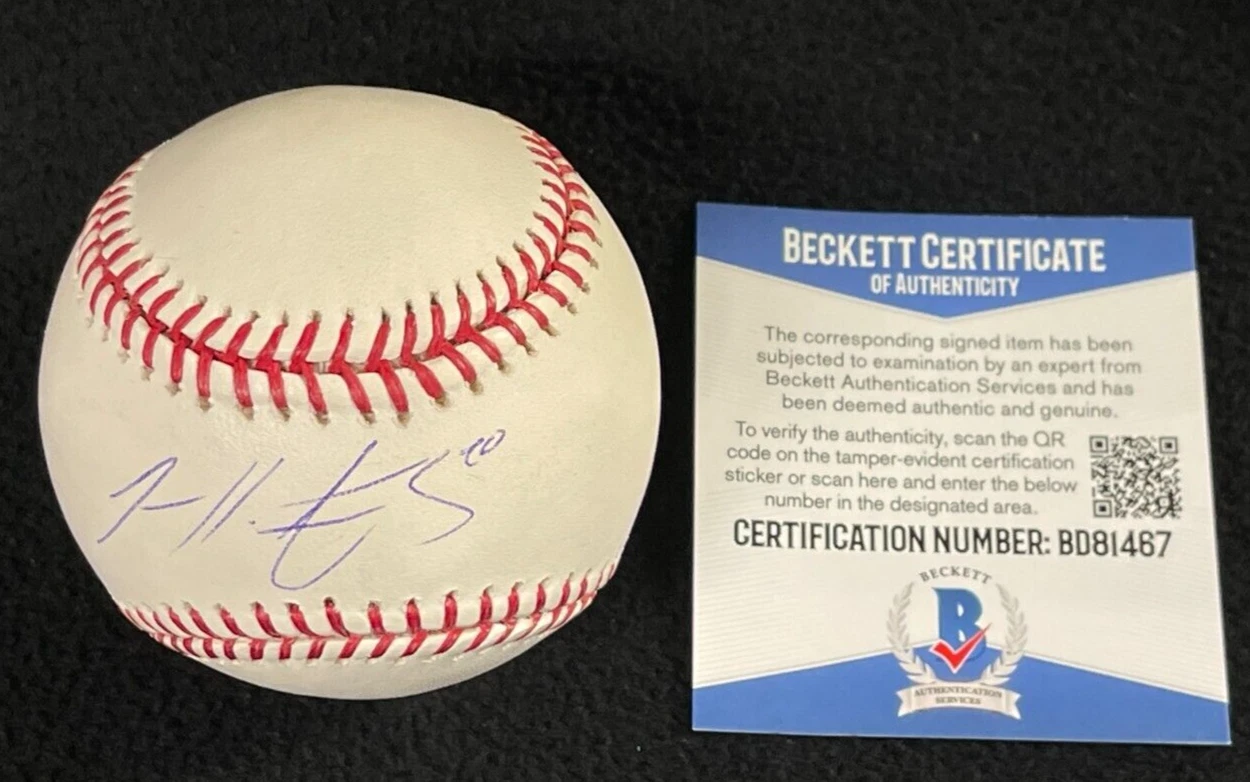 BECKETT CERTIFICATE
OF AUTHENTICITY
The corresponding signed item has been
subjected to examination by an expert from
Beckett Authentication Services and has
been deemed authentic and genuine.
To verify the authenticity, scan the QR
code on the tamper-evident certification
sticker or scan here and enter the below
number in the designated area.
CERTIFICATION NUMBER: BD81467
BECKETT
B
AUTHENTICATION
SERVICES